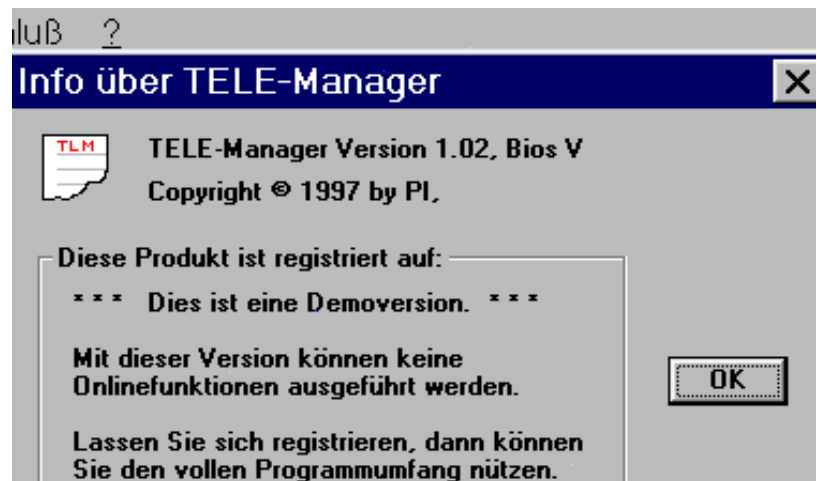 luß ?
Info über TELE-Manager
TLM
TELE-Manager Version 1.02, Bios V
Copyright © 1997 by PI,
Diese Produkt ist registriert auf:
* * * Dies ist eine Demoversion. * * *
Mit dieser Version können keine
Onlinefunktionen ausgeführt werden.
OK
Lassen Sie sich registrieren, dann können
Sie den vollen Programmumfang nützen.